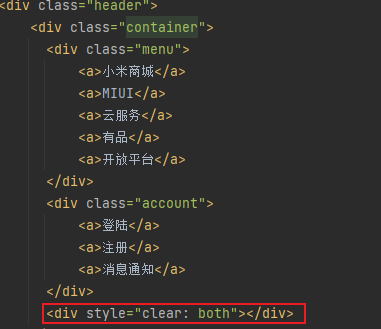 <div class="header">
<div class="container">
<div class="menu">
<a>小米商城</a>
<a>MIUI</a>
<a>云服务</a>
<a>有品</a>
<a>开放平台</a>
</div>
<div class="account">
<a>登陆</a>
<a>注册</a>
<a>消息通知</a>
</div>
<div style="clear: both"></div>